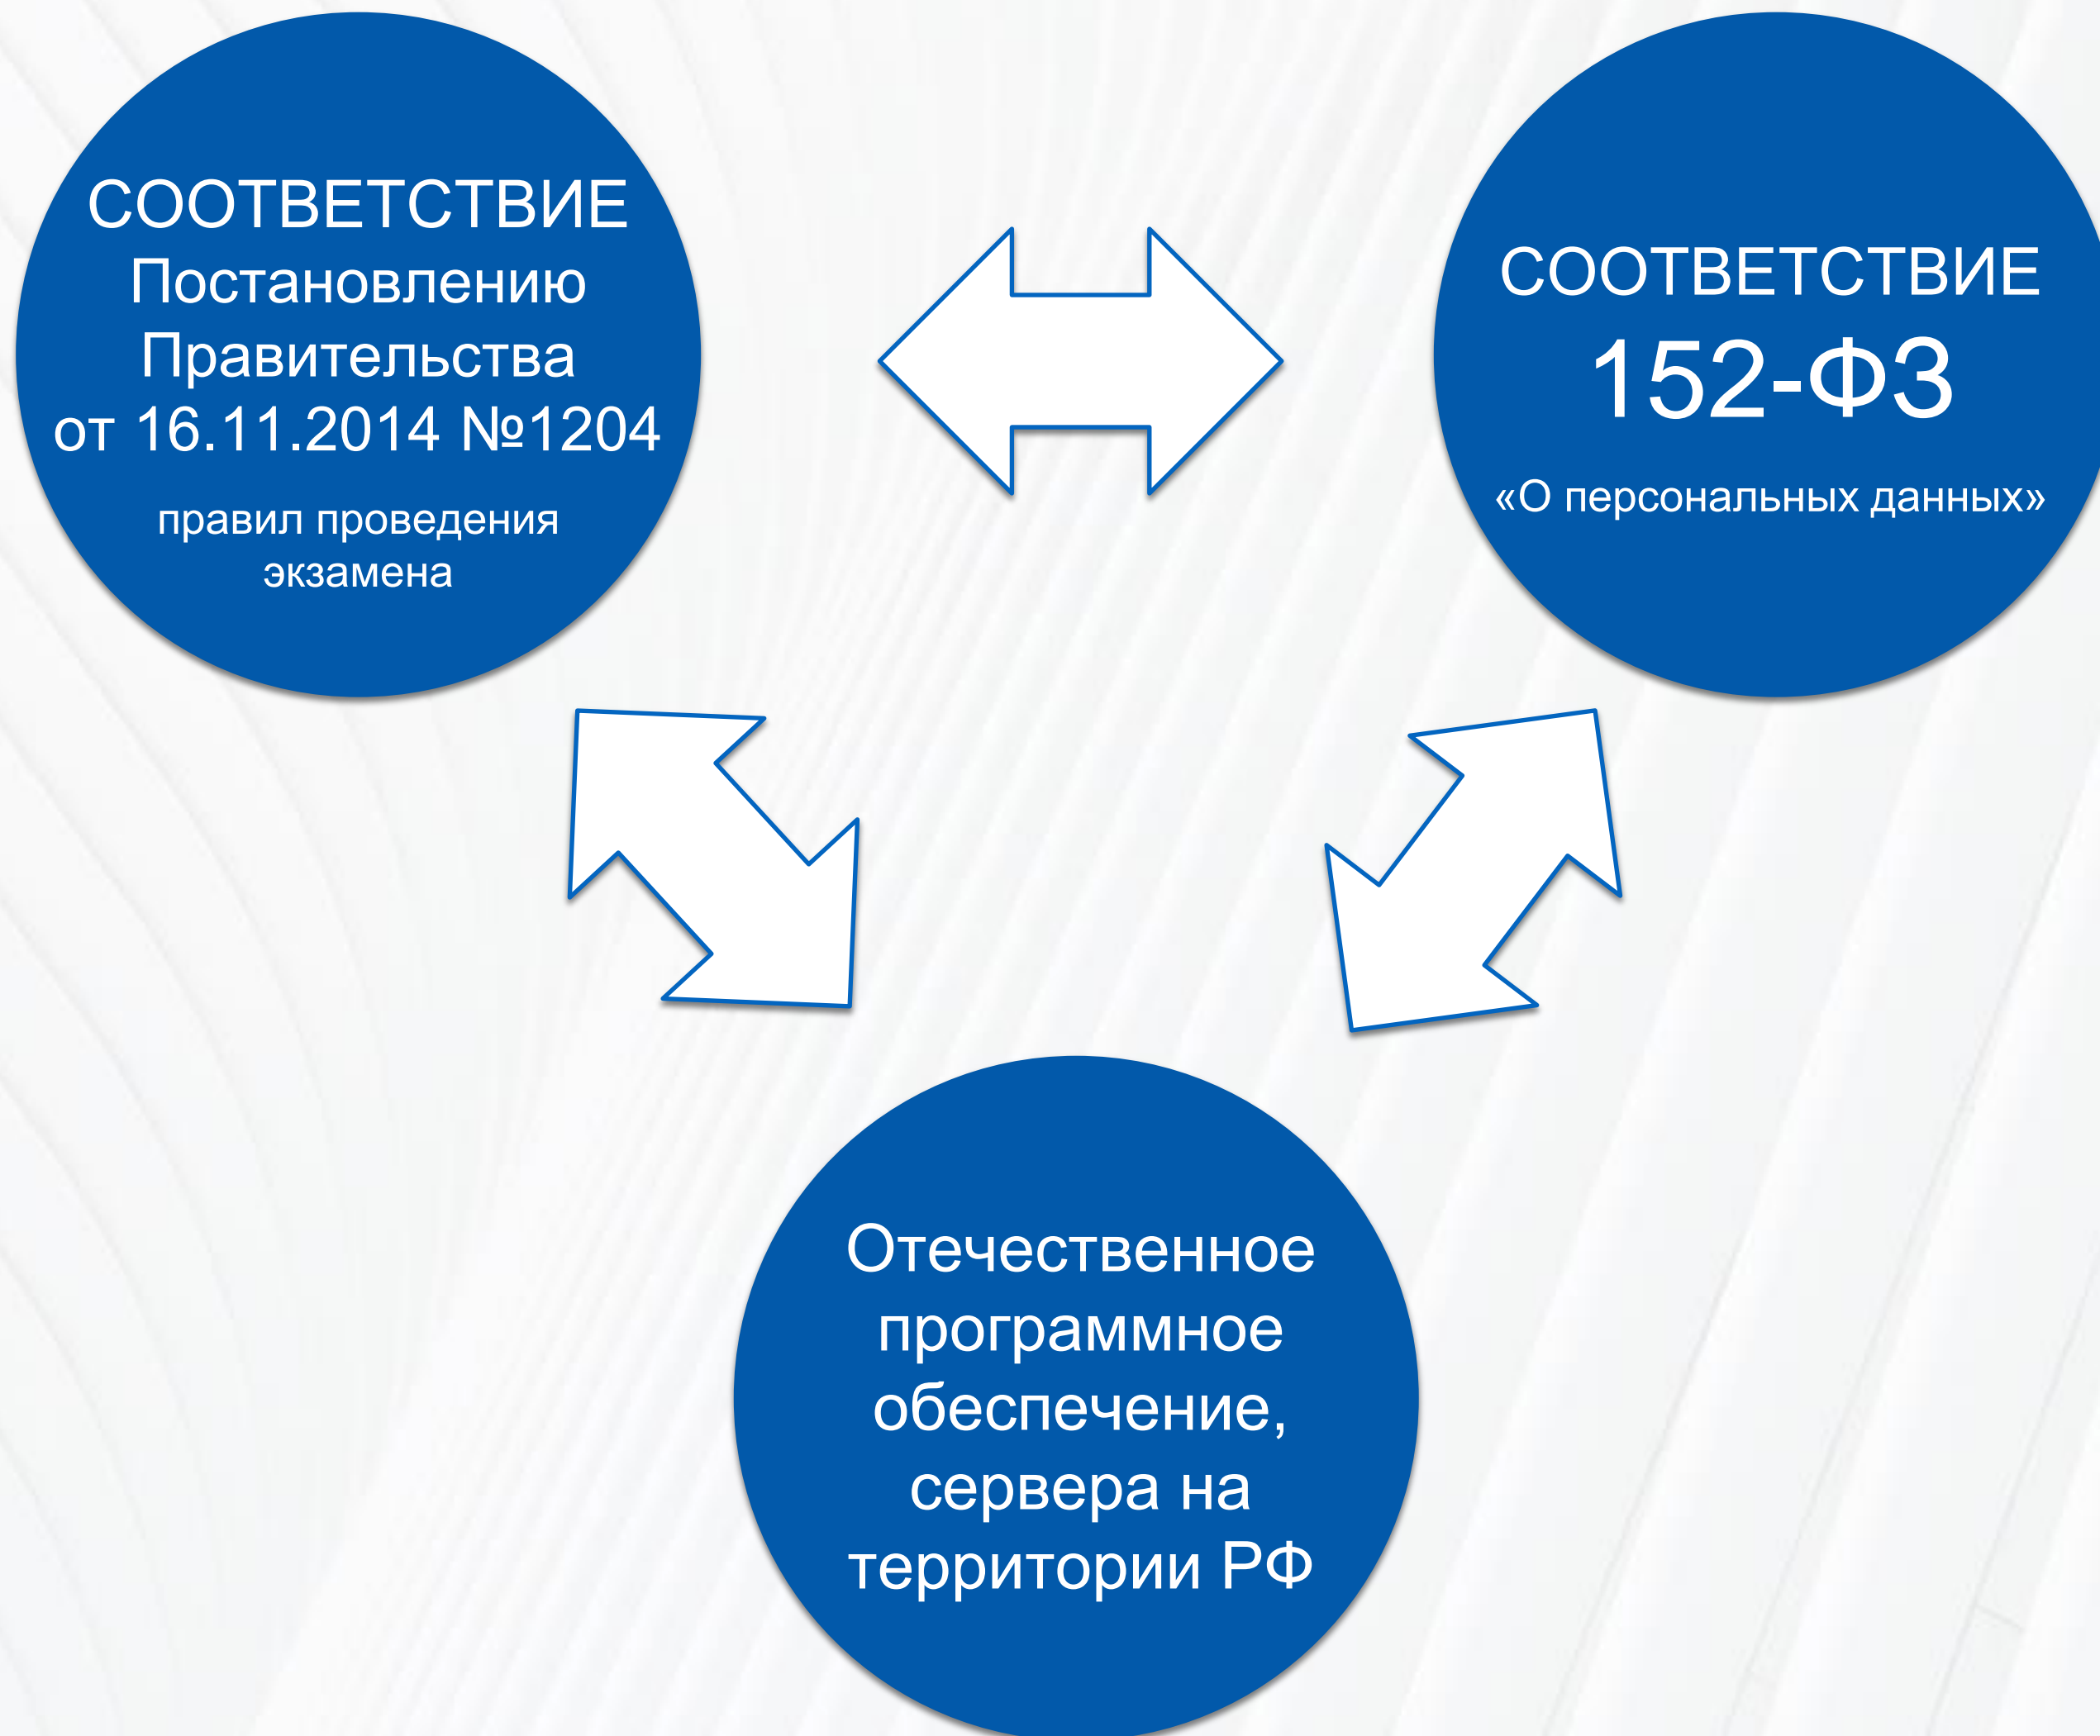 СООТВЕТСТВИЕ
Постановлению
Правительства
от 16.11.2014 №1204
правил проведения
экзамена
СООТВЕТСТВИЕ
152-ФЗ
«О персональных данных»
Отечественное
программное
обеспечение,
сервера на
территории РФ